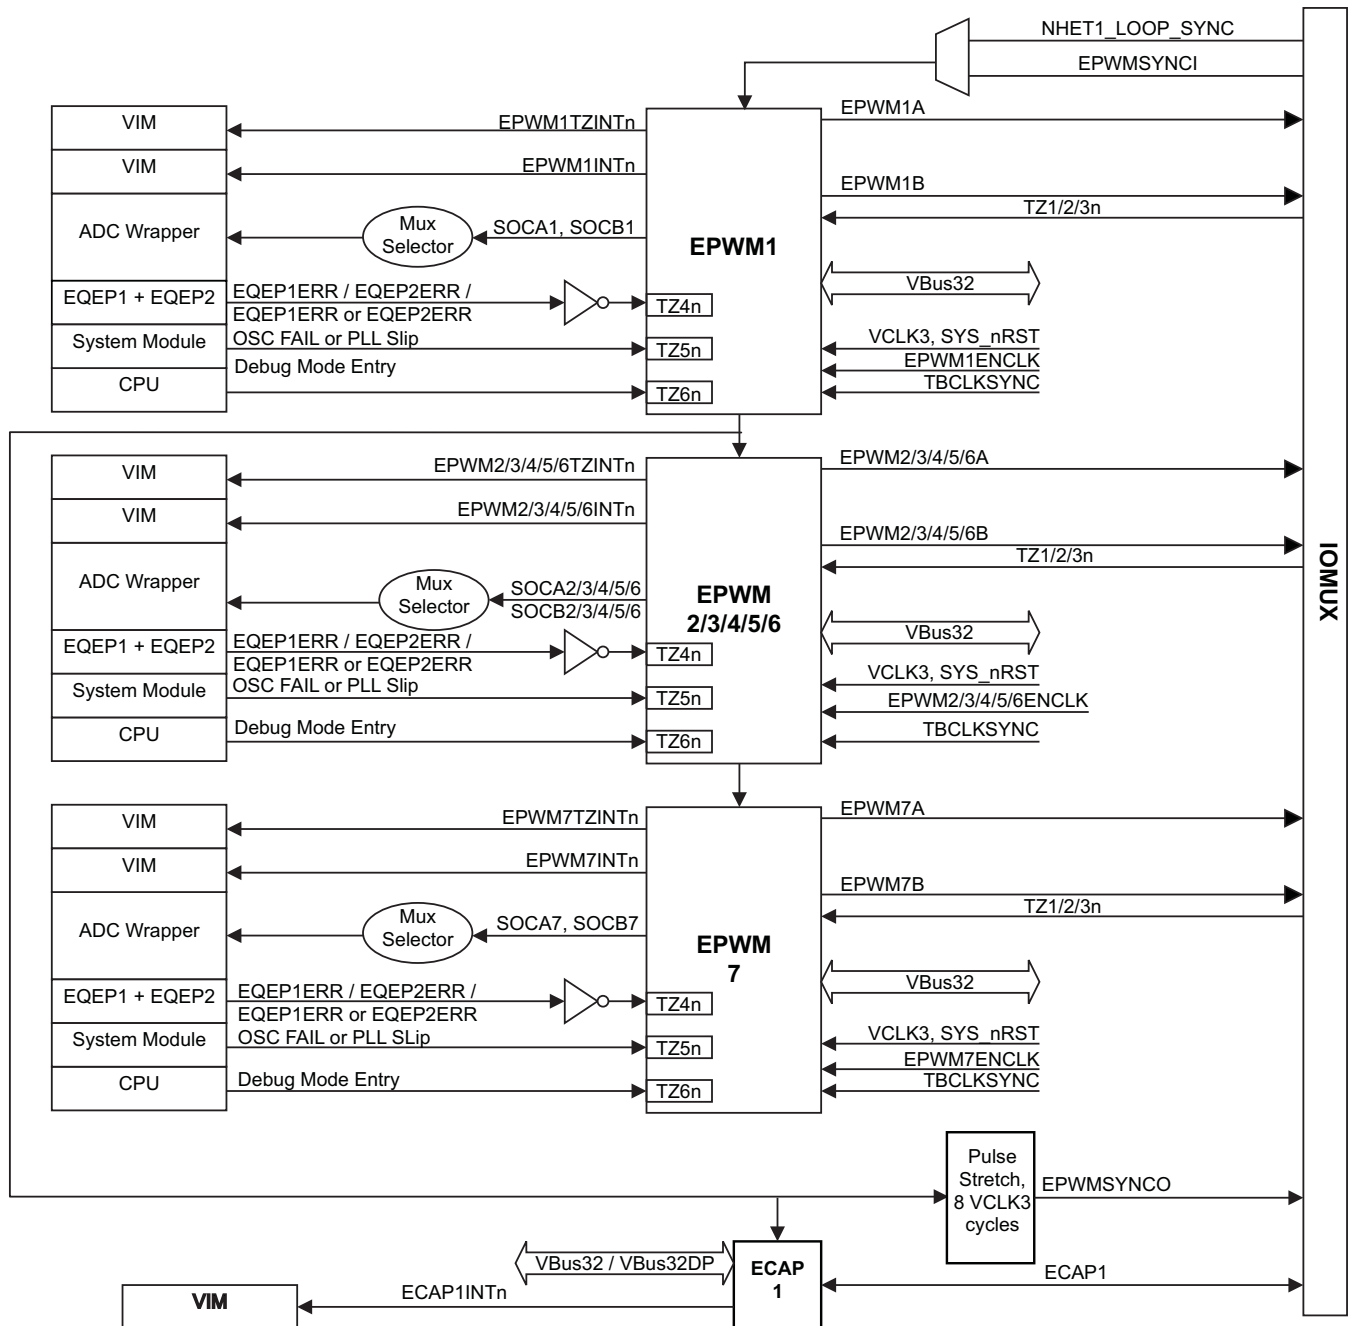 NHET1_LOOP_SYNC
EPWMSYNCI
VIM
EPWM1TZINTn
EPWM1A
VIM
EPWM1INTn
EPWM1B
TZ1/2/3n
ADC Wrapper
Mux
Selector
SOCA1, SOCB1
EPWM1
VBus32
EQEP1 + EQEP2
EQEP1ERR / EQEP2ERR /
EQEP1ERR or EQEP2ERR
TZ4n
System Module
OSC FAIL or PLL Slip
TZ5n
VCLK3, SYS_nRST
EPWM1ENCLK
CPU
Debug Mode Entry
TZ6n
TBCLKSYNC
VIM
EPWM2/3/4/5/6TZINTn
EPWM2/3/4/5/6A
VIM
EPWM2/3/4/5/6INTn
EPWM2/3/4/5/6B
TZ1/2/3n
IOMUX
ADC Wrapper
Mux
Selector
SOCA2/3/4/5/6
SOCB2/3/4/5/6
EPWM
2/3/4/5/6
VBus32
EQEP1 + EQEP2
EQEP1ERR / EQEP2ERR /
EQEP1ERR or EQEP2ERR
TZ4n
System Module
OSC FAIL or PLL Slip
TZ5n
VCLK3, SYS_nRST
EPWM2/3/4/5/6ENCLK
CPU
Debug Mode Entry
TZ6n
TBCLKSYNC
VIM
EPWM7TZINTn
EPWM7A
VIM
EPWM7INTn
EPWM7B
TZ1/2/3n
ADC Wrapper
Mux
Selector
SOCA7, SOCB7
EPWM
7
VBus32
EQEP1 + EQEP2
EQEP1ERR / EQEP2ERR /
EQEP1ERR or EQEP2ERR
TZ4n
System Module
OSC FAIL or PLL SLip
TZ5n
VCLK3, SYS_nRST
EPWM7ENCLK
CPU
Debug Mode Entry
TZ6n
TBCLKSYNC
Pulse
Stretch,
8 VCLK3
cycles
EPWMSYNCO
VBus32 / VBus32DP
ECAP
1
ECAP1
VIM
ECAP1INTn